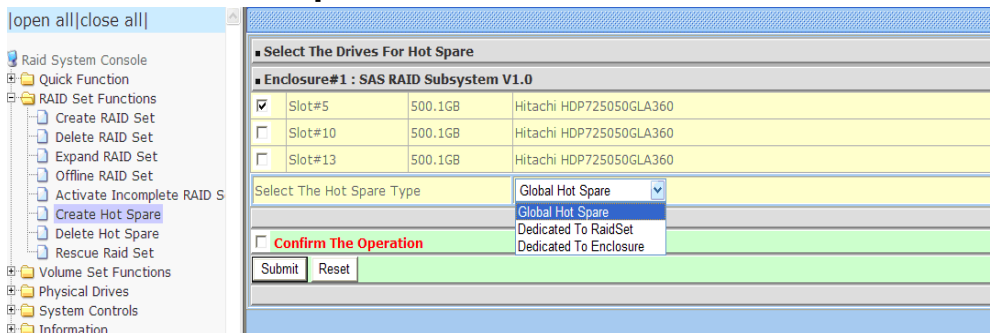 |open all|close all|
Raid System Console
Quick Function
RAID Set Functions
Create RAID Set
Delete RAID Set
Expand RAID Set
Offline RAID Set
Activate Incomplete RAID S
Create Hot Spare
Delete Hot Spare
Rescue Raid Set
Volume Set Functions
Physical Drives
System Controls
Information
Select The Drives For Hot Spare
Enclosure#1 : SAS RAID Subsystem V1.0
Slot#5 500.1GB Hitachi HDP725050GLA360
Slot#10 500.1GB Hitachi HDP725050GLA360
Slot#13 500.1GB Hitachi HDP725050GLA360
Select The Hot Spare Type Global Hot Spare
Global Hot Spare
Dedicated To RaidSet
Dedicated To Enclosure
Confirm The Operation
Submit Reset